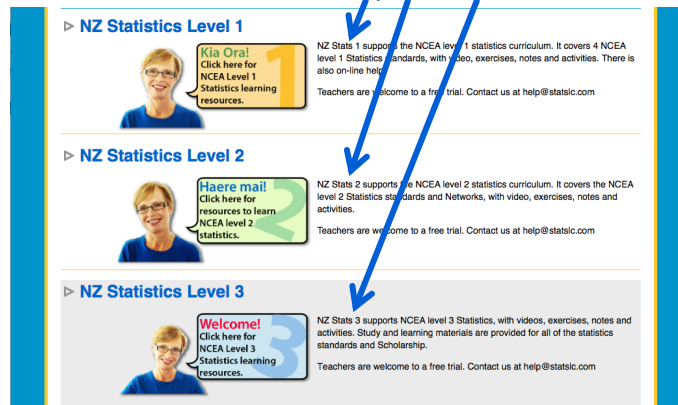 NZ Statistics Level 1
Kia Ora!
Click here for
NCEA Level 1
Statistics learning
resources.
1
NZ Stats 1 supports the NCEA level 1 statistics curriculum. It covers 4 NCEA
level 1 Statistics standards, with video, exercises, notes and activities. There is
also on-line help.
Teachers are welcome to a free trial. Contact us at help@statslc.com
NZ Statistics Level 2
Haere mai!
Click here for
resources to learn
NCEA level 2
statistics.
2
NZ Stats 2 supports the NCEA level 2 statistics curriculum. It covers the NCEA
level 2 Statistics standards and Networks, with video, exercises, notes and
activities.
Teachers are welcome to a free trial. Contact us at help@statslc.com
NZ Statistics Level 3
Welcome!
Click here for
NCEA Level 3
Statistics learning
resources.
3
NZ Stats 3 supports NCEA level 3 Statistics, with videos, exercises, notes and
activities. Study and learning materials are provided for all of the statistics
standards and Scholarship.
Teachers are welcome to a free trial. Contact us at help@statslc.com